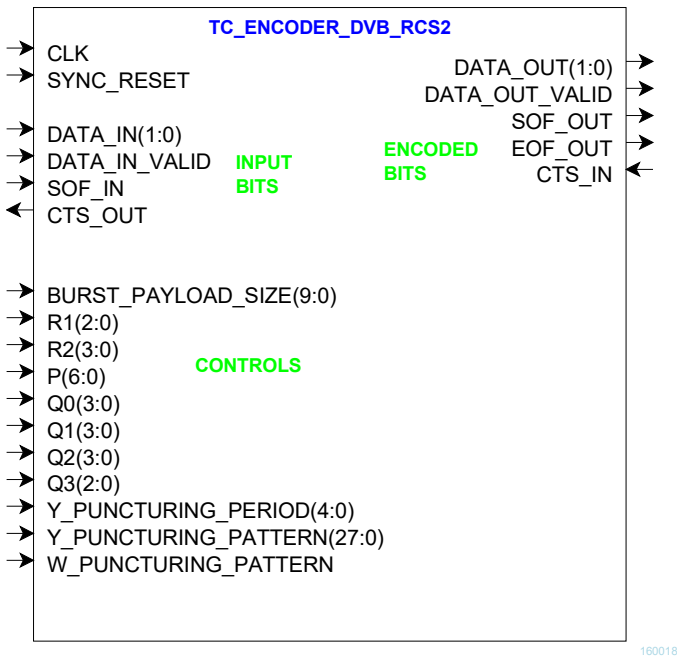 TC_ENCODER_DVB_RCS2
CLK
SYNC_RESET
DATA_IN(1:0)
DATA_IN_VALID
SOF_IN
CTS_OUT
INPUT
BITS
DATA_OUT(1:0)
DATA_OUT_VALID
SOF_OUT
EOF_OUT
CTS_IN
ENCODED
BITS
BURST_PAYLOAD_SIZE(9:0)
R1(2:0)
R2(3:0)
P(6:0)
Q0(3:0)
Q1(3:0)
Q2(3:0)
Q3(2:0)
Y_PUNCTURING_PERIOD(4:0)
Y_PUNCTURING_PATTERN(27:0)
W_PUNCTURING_PATTERN
CONTROLS
160018